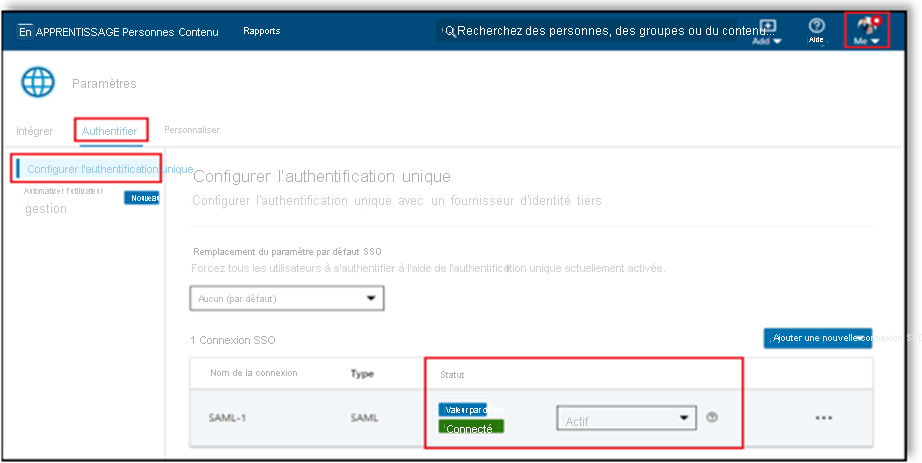 En APPRENTISSAGE Personnes Contenu Rapports Recherchez des personnes, des groupes ou du contenu... Add Aide Me
Paramètres
Intégrer Authentifier Personnaliser
Configurer l'authentification unique
Automatiser l'utilisateur
gestion Nouveau
Configurer l'authentification unique
Configurer l'authentification unique avec un fournisseur d'identité tiers
Remplacement du paramètre par défaut SSO
Forcez tous les utilisateurs à s'authentifier à l'aide de l'authentification unique actuellement activée.
Aucun (par défaut)
1 Connexion SSO Ajouter une nouvelle connexion
Nom de la connexion Type Statut
SAML-1 SAML Valeur par Actif
Connecté